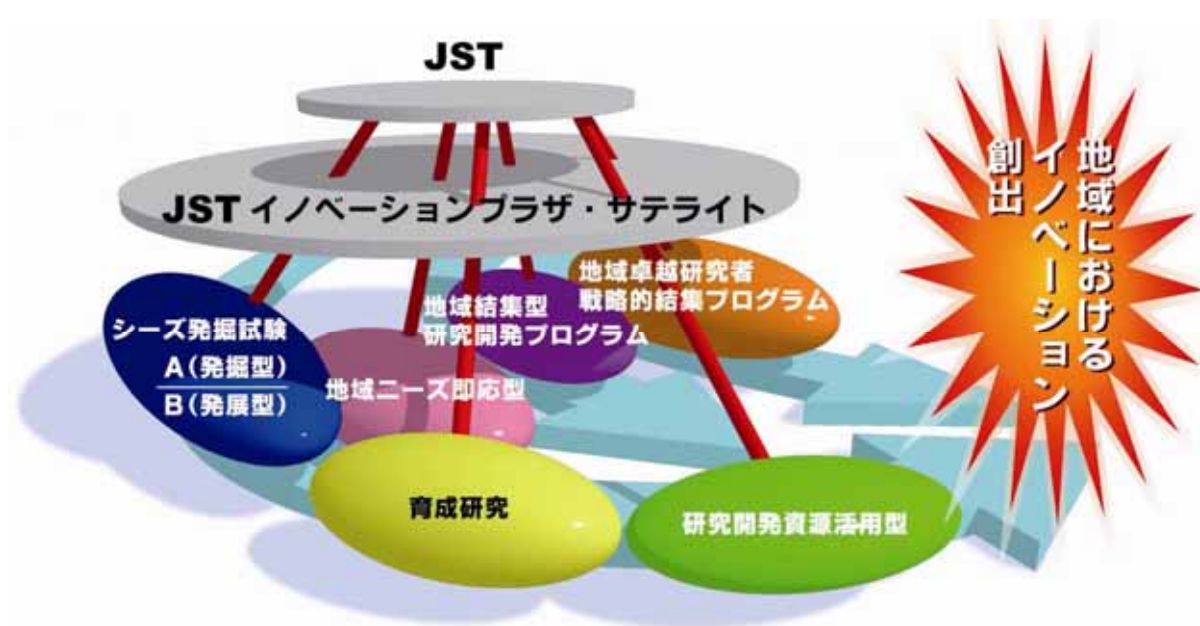 JST
JST イノベーションプラザ・サテライト
地域卓越研究者
戦略的結集プログラム
地域結集型
研究開発プログラム
シーズ発掘試験
A(発掘型)
B(発展型)
地域ニーズ即応型
育成研究
研究開発資源活用型
地域における
イノベーション
創出